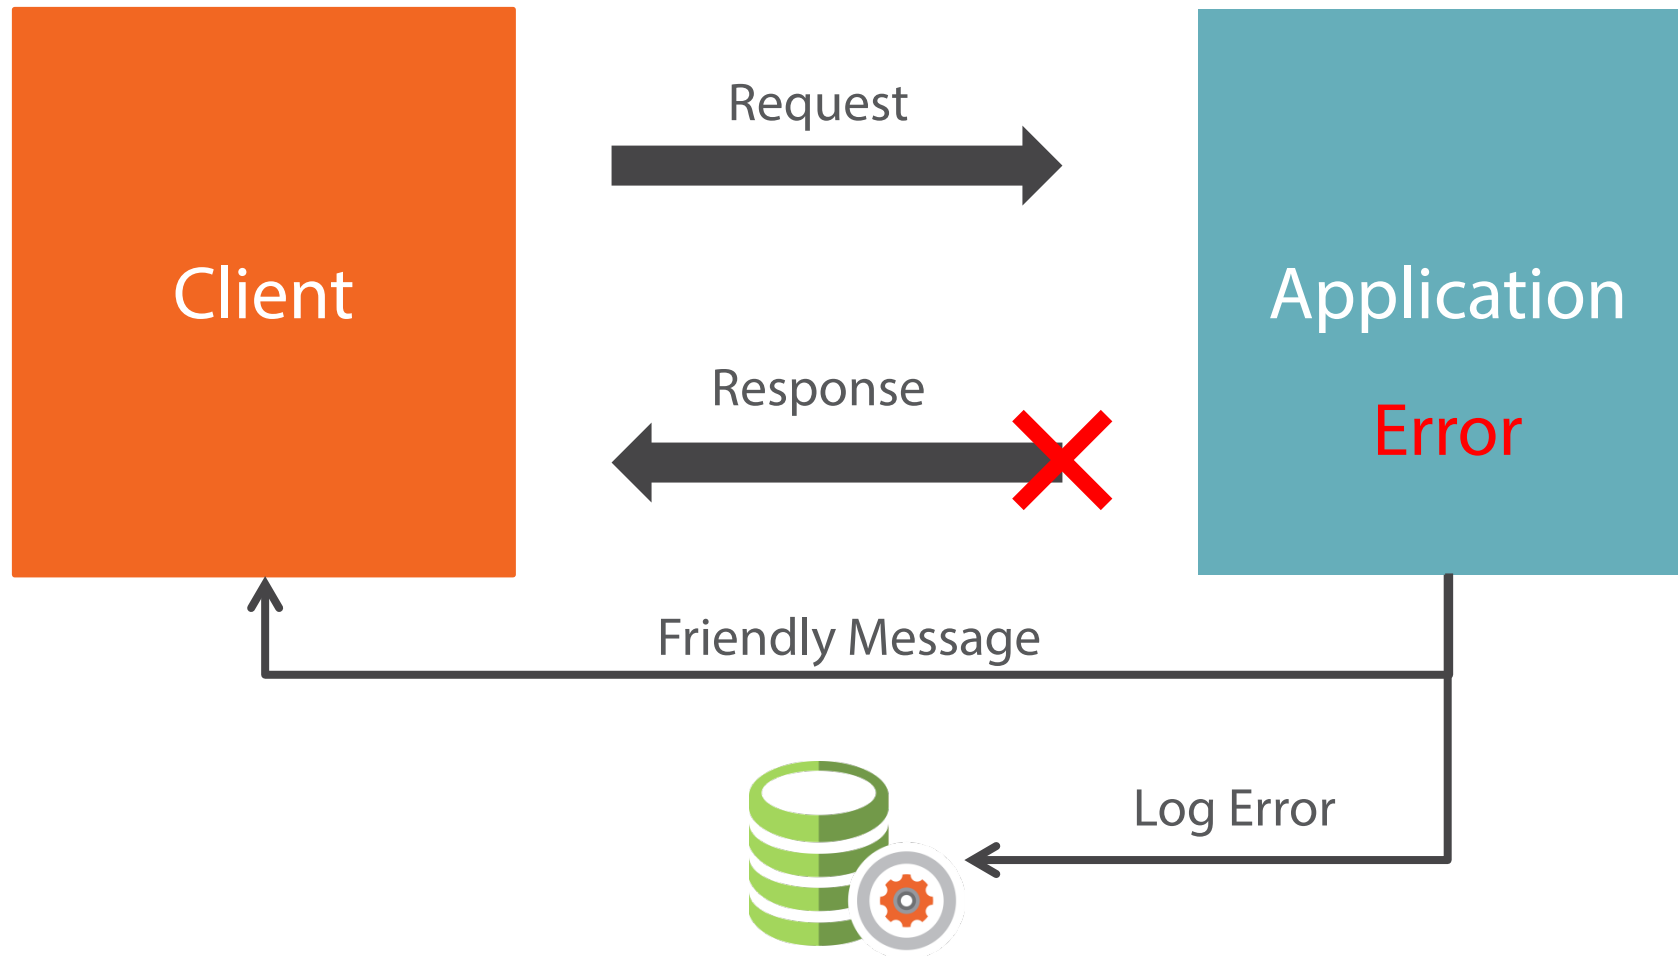 Request
Client
Application
Response
Error
Friendly Message
Log Error